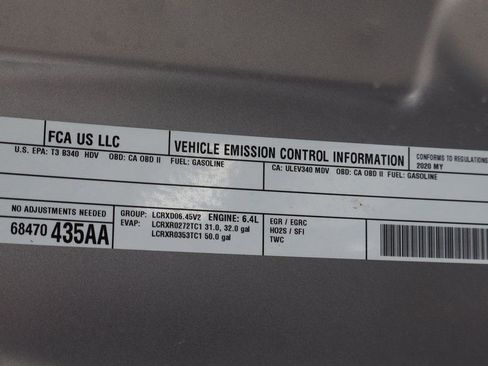 FCA US LLC
VEHICLE EMISSION CONTROL INFORMATION
CONFORMS TO REGULATIONS
2020 MY
U.S. EPA: T3 B340 HDV OBD: CA OBD II FUEL: GASOLINE
CA: ULEV340 MDV OBD: CA OBD II FUEL: GASOLINE
NO ADJUSTMENTS NEEDED
68470 435AA
GROUP: LCRXD06.45V2 ENGINE: 6.4L
EVAP: LCRXR0272TC1 31.0, 32.0 gal
LCRXR0353TC1 50.0 gal
EGR / EGRC
HO2S / SFI
TWC